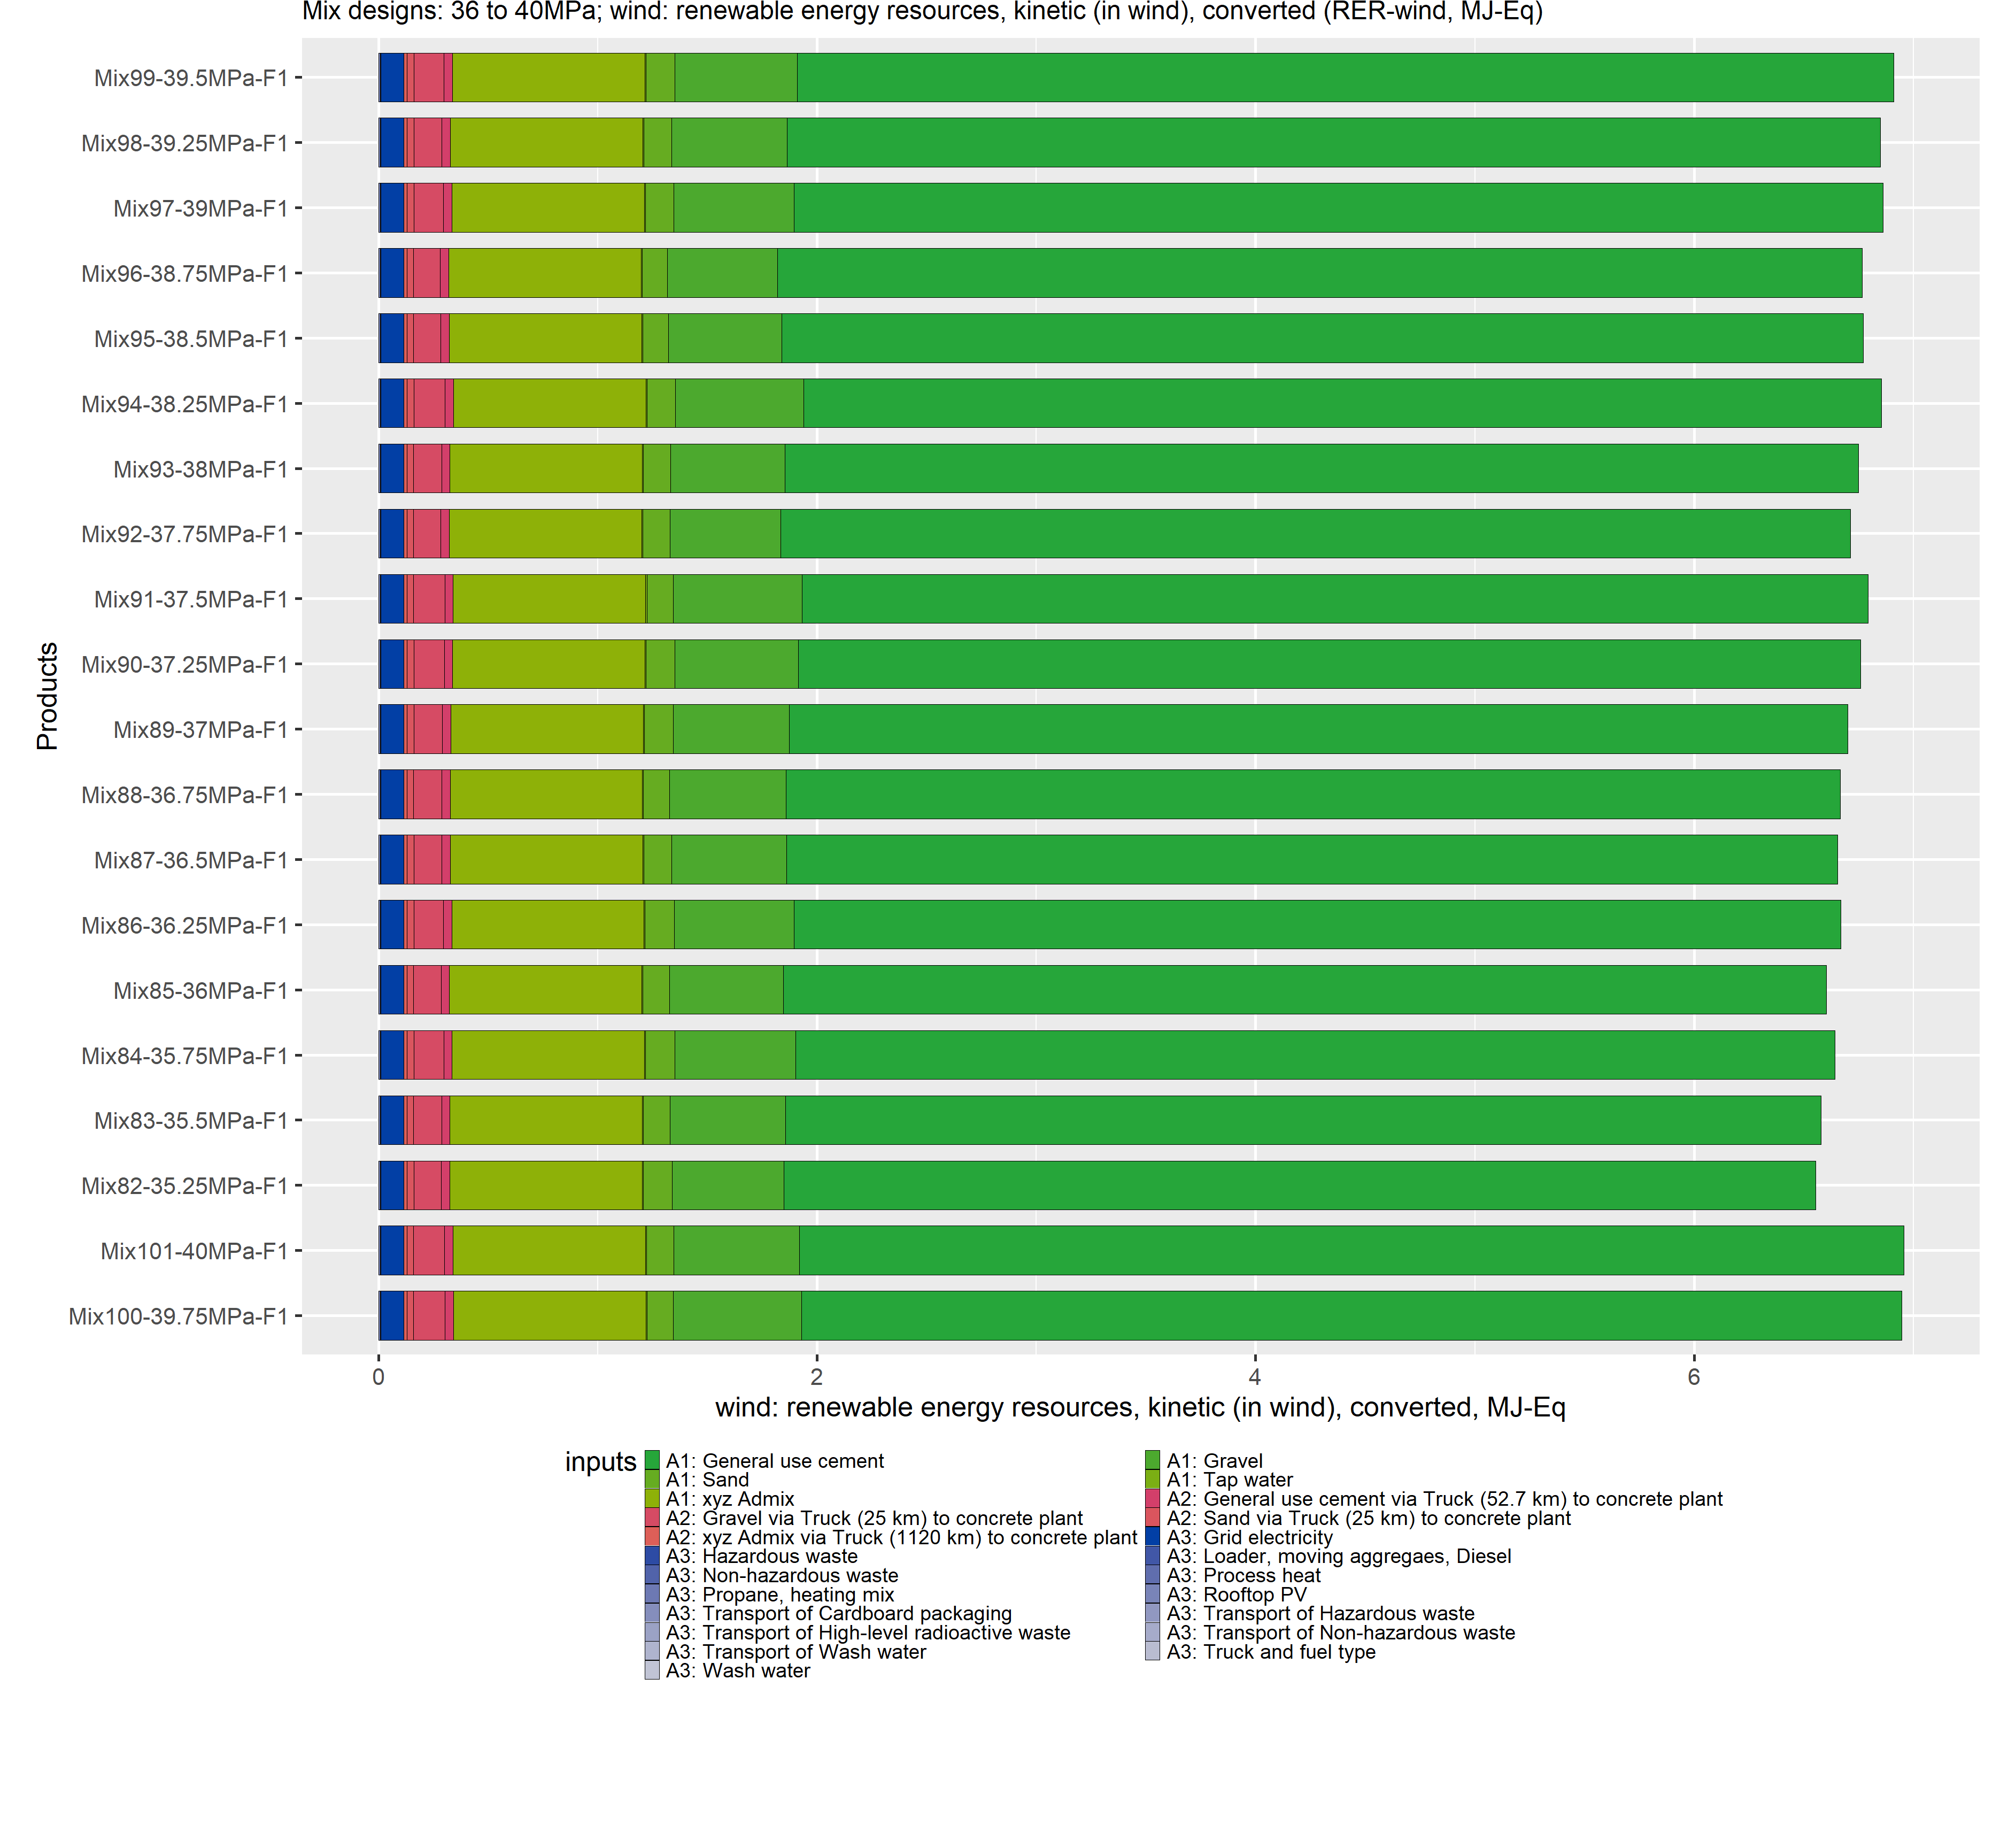 Mix designs: 36 to 40MPa; wind: renewable energy resources, kinetic (in wind), converted (RER-wind, MJ-Eq)
Products
Mix99-39.5MPa-F1
Mix98-39.25MPa-F1
Mix97-39MPa-F1
Mix96-38.75MPa-F1
Mix95-38.5MPa-F1
Mix94-38.25MPa-F1
Mix93-38MPa-F1
Mix92-37.75MPa-F1
Mix91-37.5MPa-F1
Mix90-37.25MPa-F1
Mix89-37MPa-F1
Mix88-36.75MPa-F1
Mix87-36.5MPa-F1
Mix86-36.25MPa-F1
Mix85-36MPa-F1
Mix84-35.75MPa-F1
Mix83-35.5MPa-F1
Mix82-35.25MPa-F1
Mix101-40MPa-F1
Mix100-39.75MPa-F1
0 2 4 6
wind: renewable energy resources, kinetic (in wind), converted, MJ-Eq
inputs
A1: General use cement A1: Gravel
A1: Sand A1: Tap water
A1: xyz Admix A2: General use cement via Truck (52.7 km) to concrete plant
A2: Gravel via Truck (25 km) to concrete plant A2: Sand via Truck (25 km) to concrete plant
A2: xyz Admix via Truck (1120 km) to concrete plant A3: Grid electricity
A3: Hazardous waste A3: Loader, moving aggregaes, Diesel
A3: Non-hazardous waste A3: Process heat
A3: Propane, heating mix A3: Rooftop PV
A3: Transport of Cardboard packaging A3: Transport of Hazardous waste
A3: Transport of High-level radioactive waste A3: Transport of Non-hazardous waste
A3: Transport of Wash water A3: Truck and fuel type
A3: Wash water